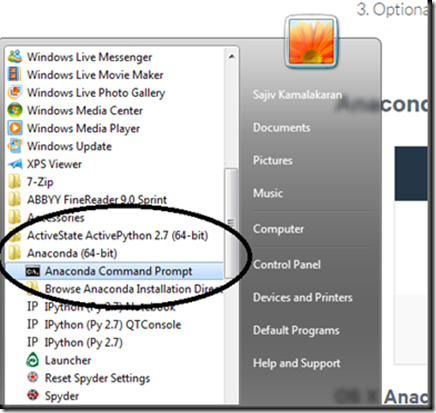 3. Optiona
Windows Live Messenger
Windows Live Movie Maker
Windows Live Photo Gallery
Windows Media Center
Windows Media Player
Windows Update
XPS Viewer
7-Zip
ABBYY FineReader 9.0 Sprint
Accessories
ActiveState ActivePython 2.7 (64-bit)
Anaconda (64-bit)
Anaconda Command Prompt
Browse Anaconda Installation Direc
IP IPython (Py 2.7) Notebook
IP IPython (Py 2.7) QTConsole
IP IPython (Py 2.7)
Launcher
Reset Spyder Settings
Spyder
Sajiv Kamalakaran
Documents
Pictures
Music
Computer
Control Panel
Devices and Printers
Default Programs
Help and Support
Anacond
OS X Anac